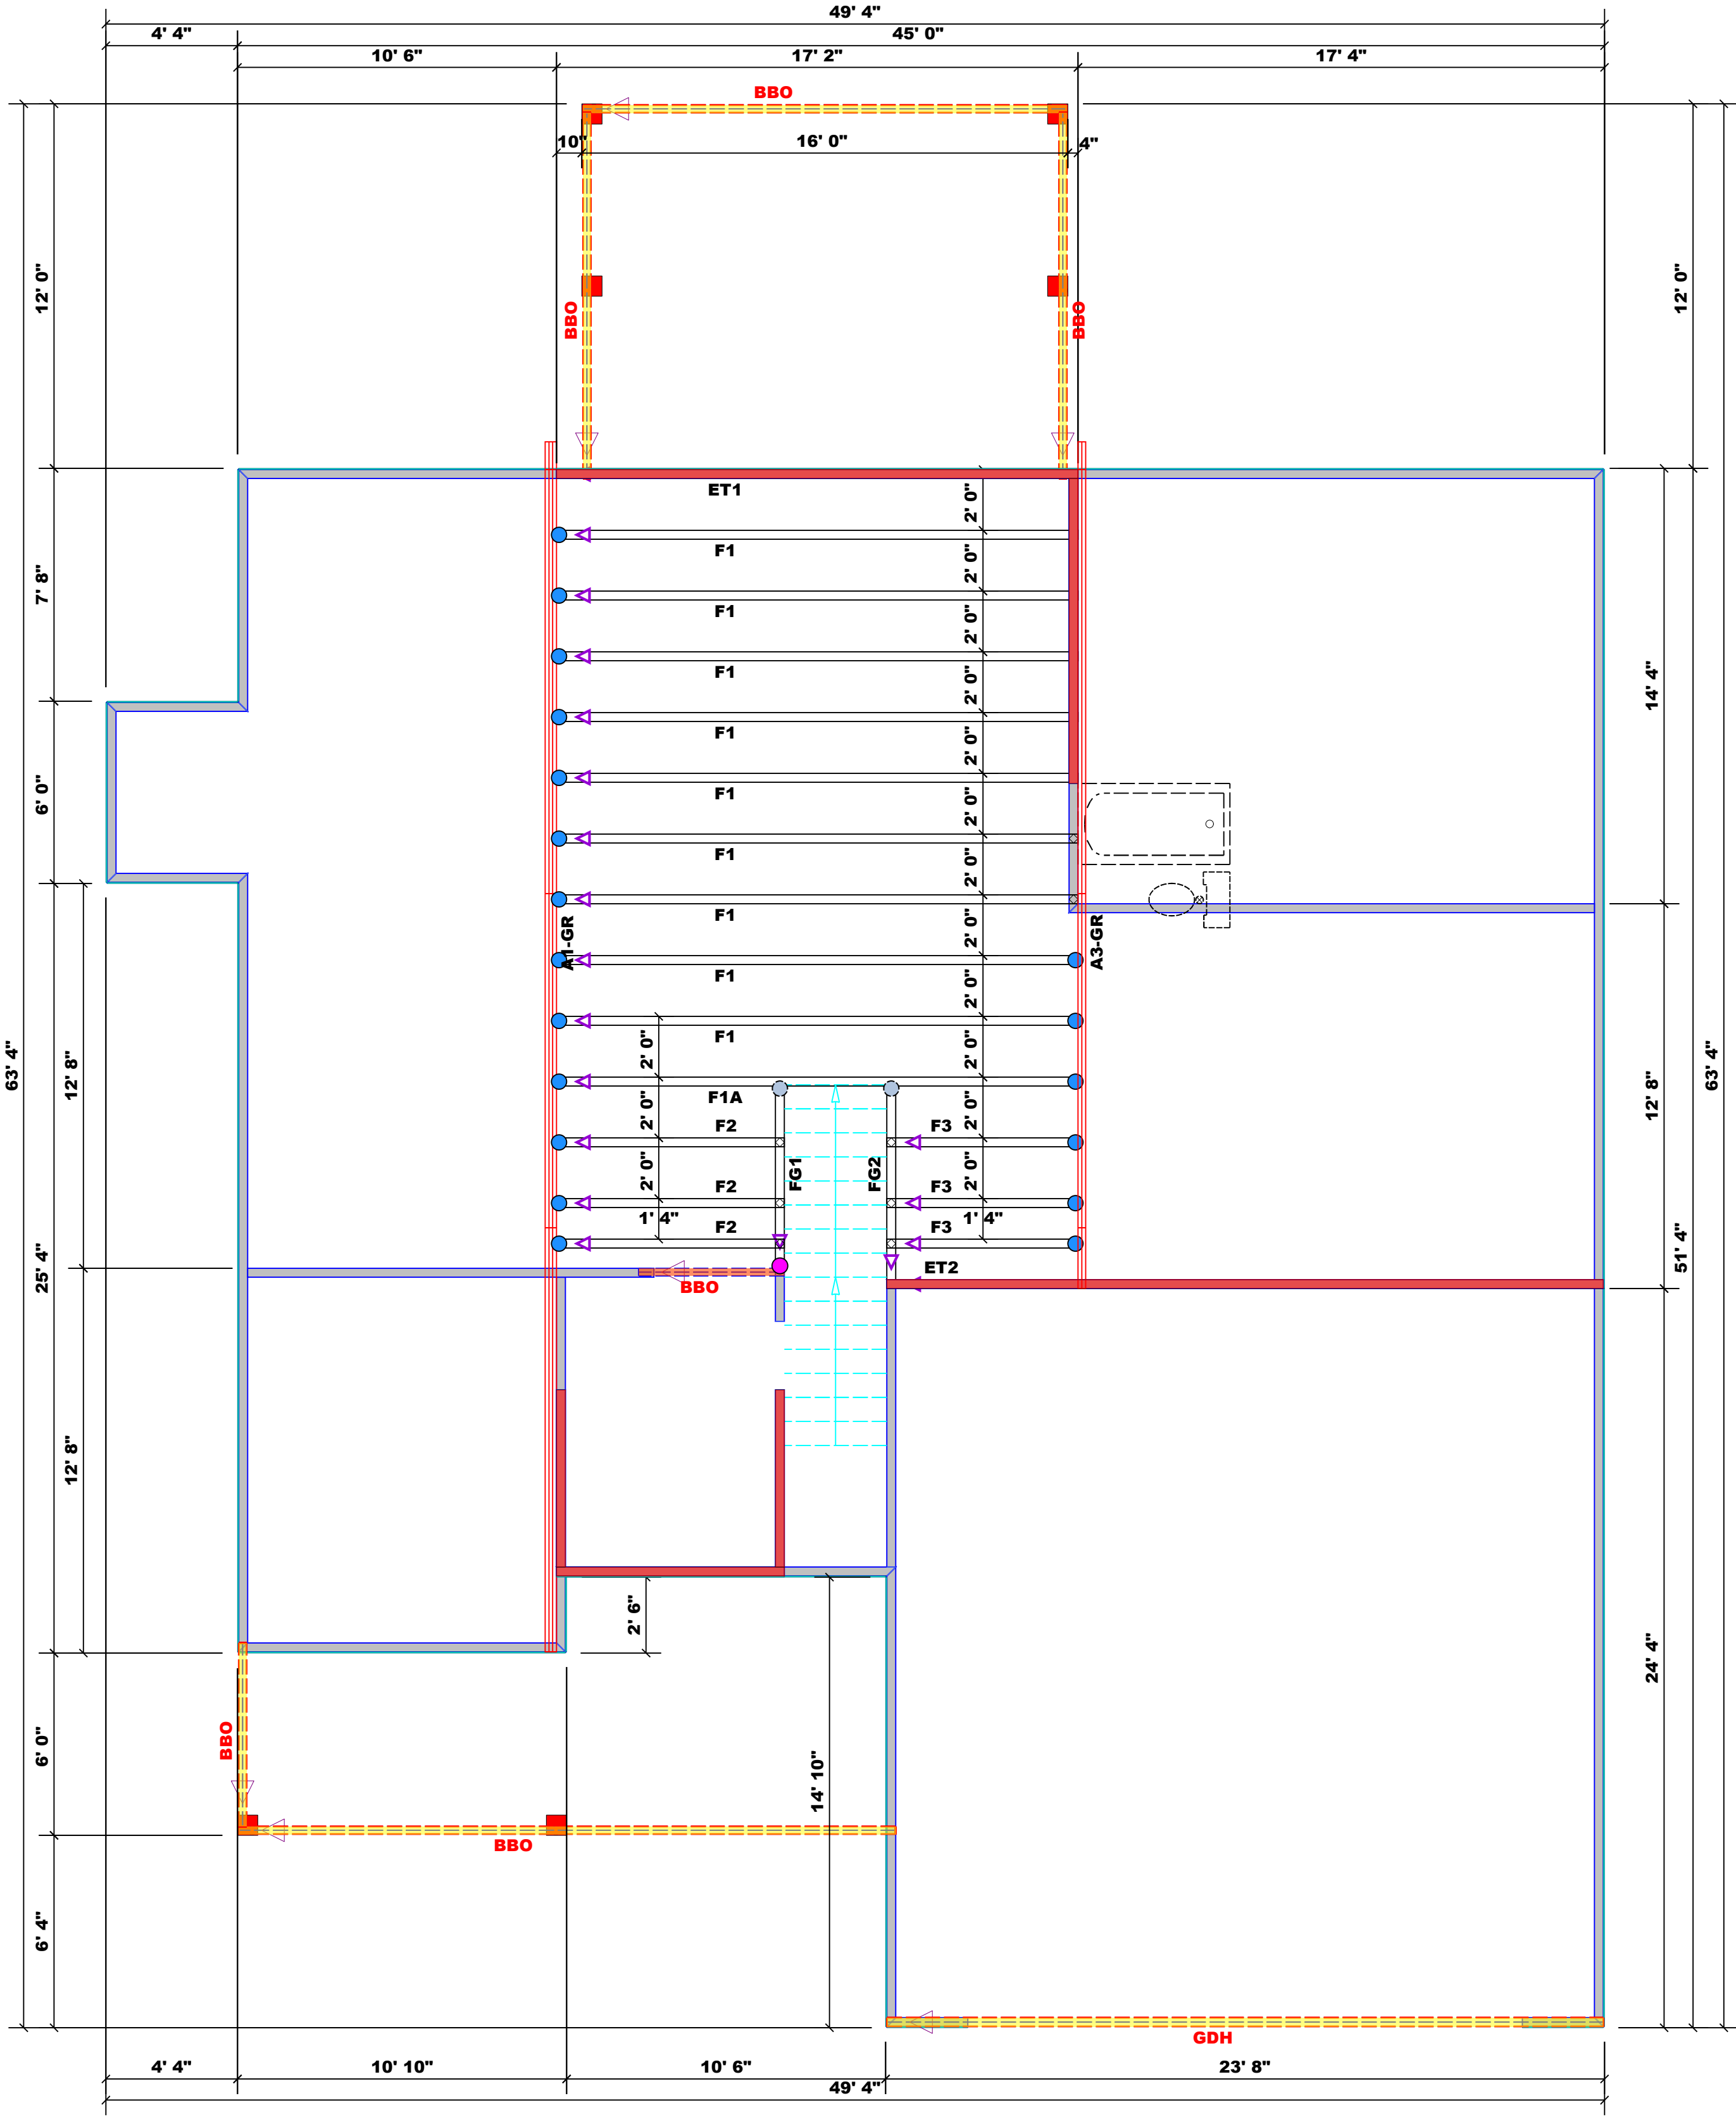 49' 4"
4' 4"
45' 0"
10' 6"
17' 2"
17' 4"
BBO
10"
16' 0"
4"
12' 0"
12' 0"
BBO
BBO
ET1
2' 0"
F1
2' 0"
F1
2' 0"
7' 8"
F1
2' 0"
14' 4"
F1
2' 0"
6' 0"
F1
2' 0"
F1
2' 0"
F1
A1-GR
A3-GR
2' 0"
F1
2' 0"
F1
63' 4"
12' 8"
2' 0"
2' 0"
12' 8"
63' 4"
F1A
2' 0"
2' 0"
F2
F3
FG1
FG2
2' 0"
2' 0"
F2
F3
1' 4"
1' 4"
F2
F3
25' 4"
51' 4"
ET2
BBO
12' 8"
2' 6"
24' 4"
BBO
6' 0"
14' 10"
BBO
6' 4"
GDH
4' 4"
10' 10"
10' 6"
23' 8"
49' 4"